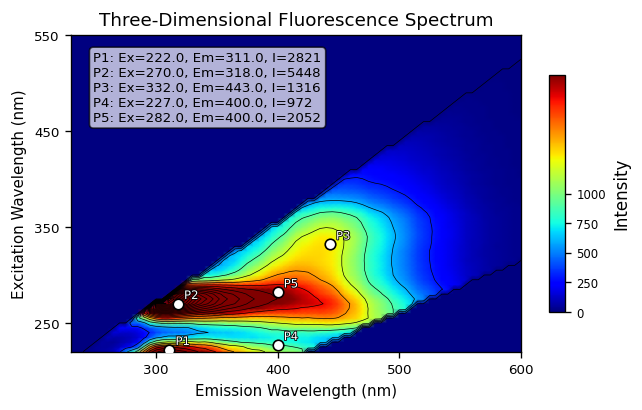 Three-Dimensional Fluorescence Spectrum
P1: Ex=222.0, Em=311.0, I=2821
P2: Ex=270.0, Em=318.0, I=5448
P3: Ex=332.0, Em=443.0, I=1316
P4: Ex=227.0, Em=400.0, I=972
P5: Ex=282.0, Em=400.0, I=2052
550
450
350
250
Excitation Wavelength (nm)
P3
P5
P2
P4
P1
300
400
500
600
Emission Wavelength (nm)
1000
750
500
250
0
Intensity